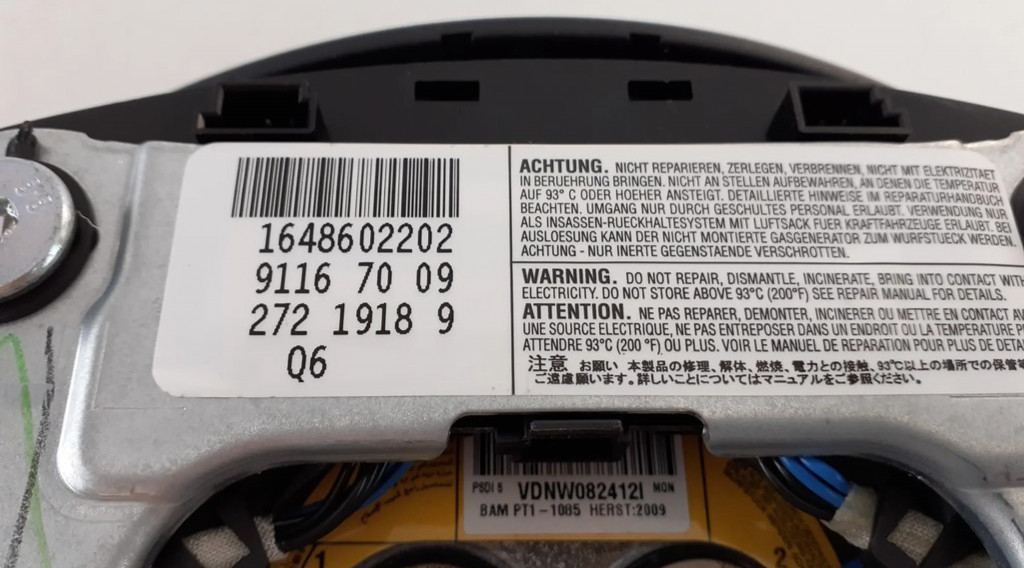 1648602202
9116 70 09
272 1918 9
Q6
ACHTUNG. NICHT REPARIEREN, ZERLEGEN, VERBRENNEN, NICHT MIT ELEKTRIZITAET
IN BERUEHRUNG BRINGEN. NICHT AN STELLEN AUFBEWAHREN, AN DENEN DIE TEMPERATUR
AUF 93° C ODER HOEHER ANSTEIGT. DETAILLIERTE HINWEISE IM REPARATURHANDBUCH
BEACHTEN. UMGANG NUR DURCH GESCHULTES PERSONAL ERLAUBT. VERWENDUNG NUR
ALS INSASSEN-RUECKHALTESYSTEM MIT LUFTSACK FUER KRAFTFAHRZEUGE ERLAUBT. BEI
AUSLOESUNG KANN DER NICHT MONTIERTE GASGENERATOR ZUM WURFSTUECK WERDEN.
ACHTUNG - NUR INERTE GEGENSTAENDE VERSCHROTTEN.
WARNING. DO NOT REPAIR, DISMANTLE, INCINERATE, BRING INTO CONTACT WITH
ELECTRICITY. DO NOT STORE ABOVE 93°C (200°F) SEE REPAIR MANUAL FOR DETAILS.
ATTENTION. NE PAS REPARER, DEMONTER, INCINERER OU METTRE EN CONTACT AU
UNE SOURCE ELECTRIQUE, NE PAS ENTREPOSER DANS UN ENDROIT OU LA TEMPERATURE P
ATTENDRE 93°C (200 °F) OU PLUS. VOIR LE MANUEL DE REPARATION POUR PLUS DE DETA
注意 お願い 本製品の修理、解体、燃焼、電力との接触、93°C以上の場所での保管等
ご遠慮願います。詳しいことについてはマニュアルをご参照ください。
PSDI 5 VDNW082412I MON
BAM PT1-1085 HERST:2009
1
2